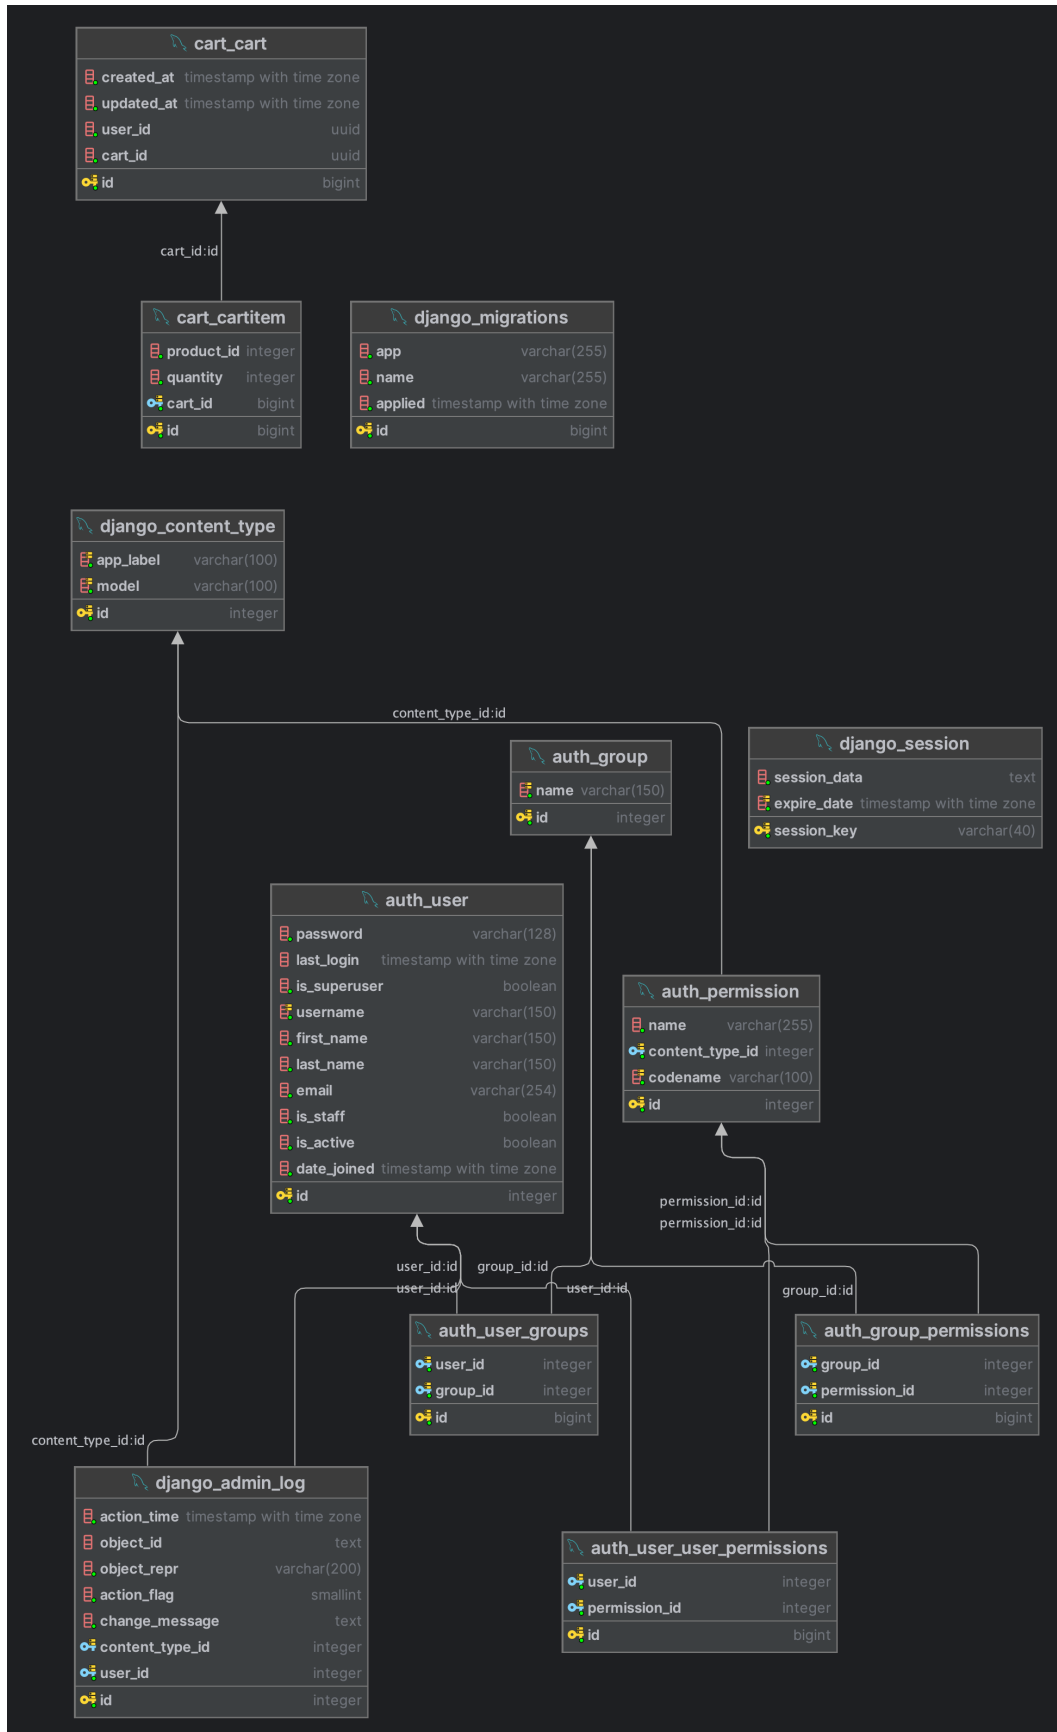 cart_cart
created_at timestamp with time zone
updated_at timestamp with time zone
user_id uuid
cart_id uuid
id bigint
cart_id:id
cart_cartitem
product_id integer
quantity integer
cart_id bigint
id bigint
django_migrations
app varchar(255)
name varchar(255)
applied timestamp with time zone
id bigint
django_content_type
app_label varchar(100)
model varchar(100)
id integer
content_type_id:id
auth_group
name varchar(150)
id integer
django_session
session_data text
expire_date timestamp with time zone
session_key varchar(40)
auth_user
password varchar(128)
last_login timestamp with time zone
is_superuser boolean
username varchar(150)
first_name varchar(150)
last_name varchar(150)
email varchar(254)
is_staff boolean
is_active boolean
date_joined timestamp with time zone
id integer
auth_permission
name varchar(255)
content_type_id integer
codename varchar(100)
id integer
permission_id:id
permission_id:id
user_id:id
group_id:id
user_id:id
user_id:id
group_id:id
auth_user_groups
user_id integer
group_id integer
id bigint
auth_group_permissions
group_id integer
permission_id integer
id bigint
content_type_id:id
django_admin_log
action_time timestamp with time zone
object_id text
object_repr varchar(200)
action_flag smallint
change_message text
content_type_id integer
user_id integer
id integer
auth_user_user_permissions
user_id integer
permission_id integer
id bigint